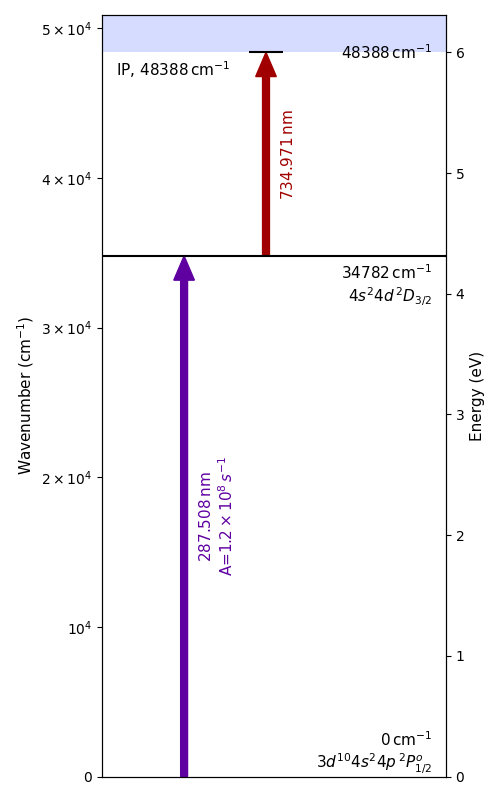 5 × 10⁴
4 × 10⁴
3 × 10⁴
2 × 10⁴
10⁴
0
Wavenumber (cm⁻¹)
IP, 48388 cm⁻¹
48388 cm⁻¹
734.971 nm
34782 cm⁻¹
4s²4d ²D₃/₂
287.508 nm
A=1.2 × 10⁸ s⁻¹
0 cm⁻¹
3d¹⁰4s²4p ²Pᵒ₁/₂
6
5
4
3
2
1
0
Energy (eV)